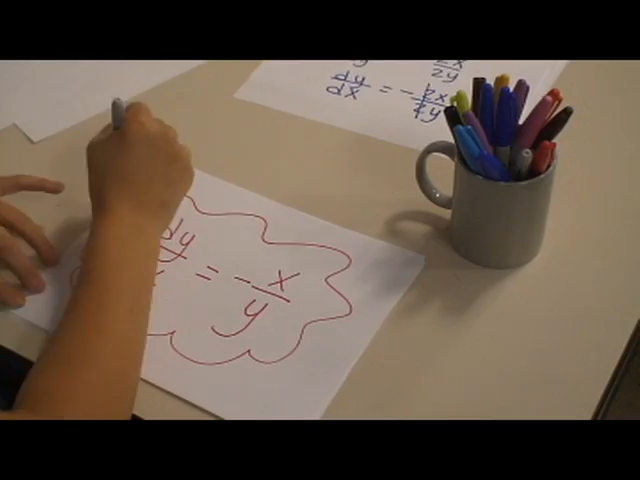 2x
2y
dy
dx = - 2x
2y
dy = - x
y